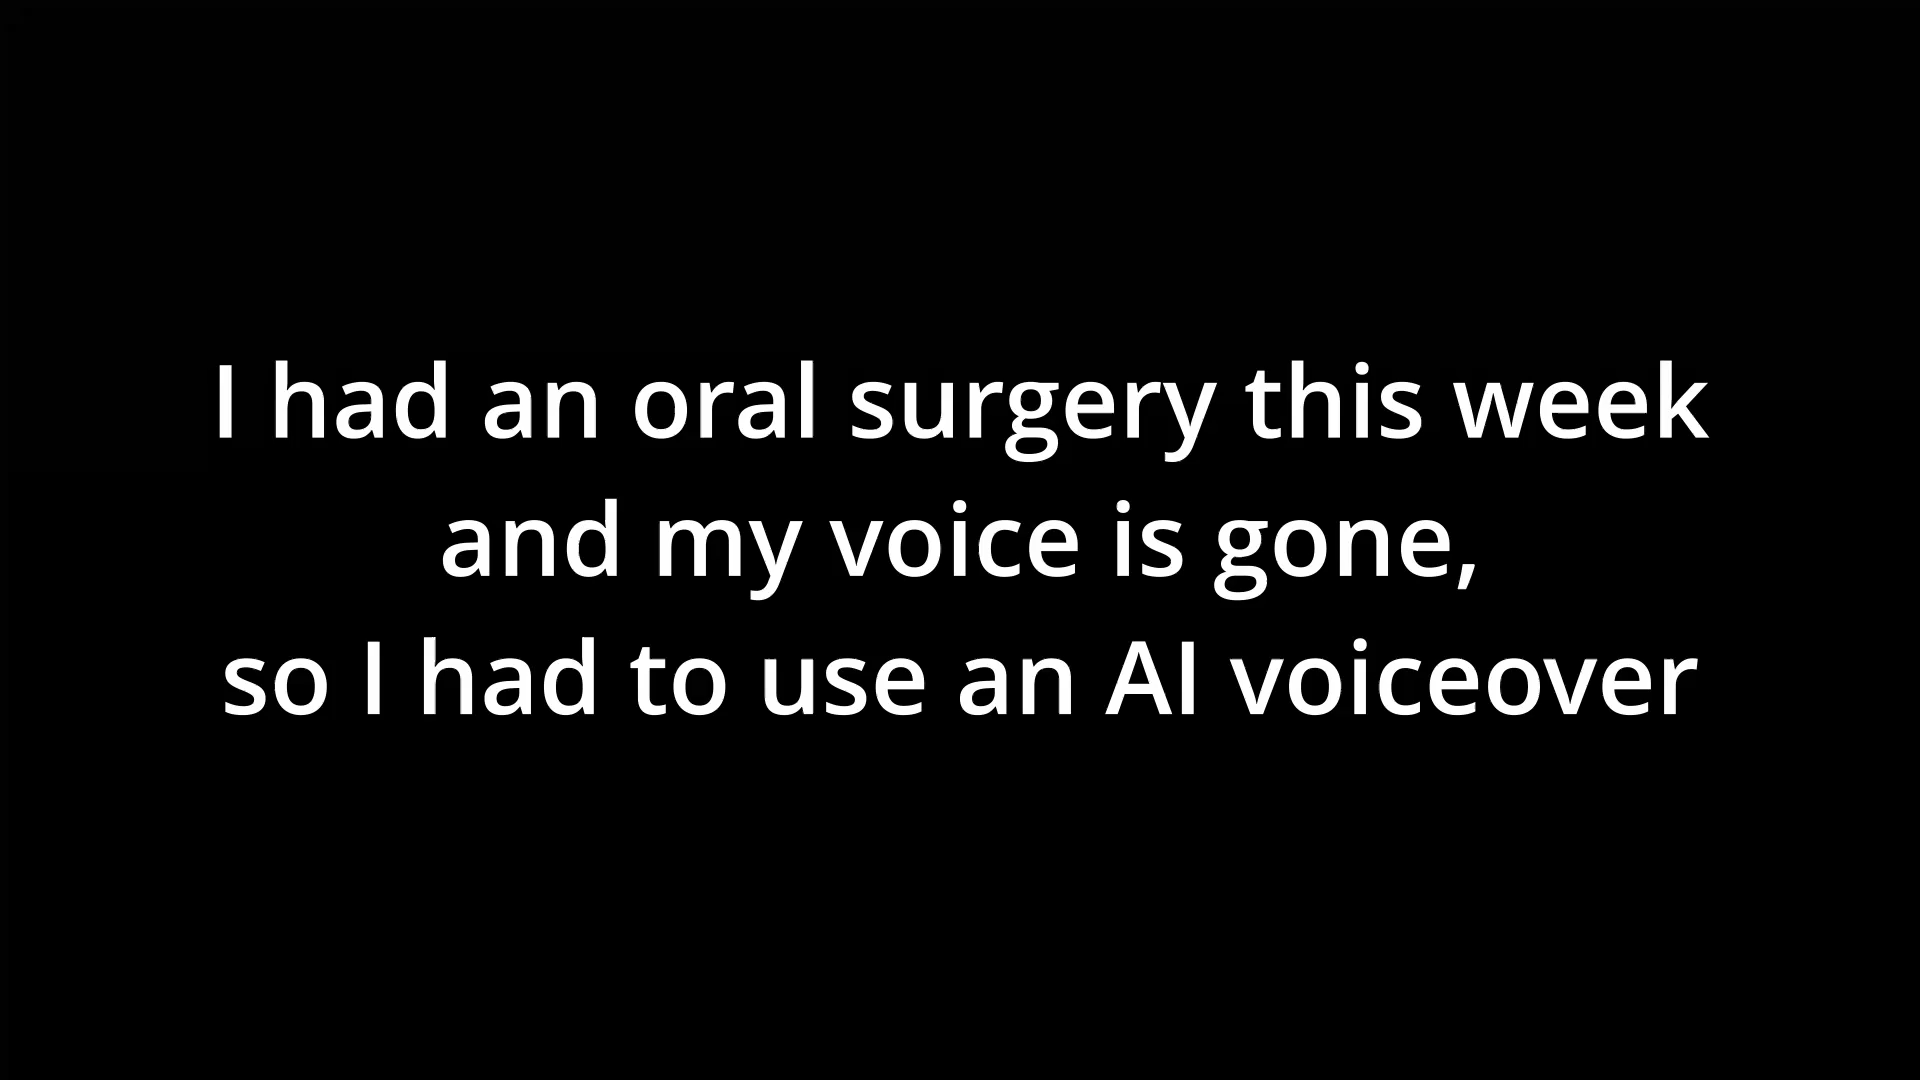 I had an oral surgery this week
and my voice is gone,
so I had to use an AI voiceover